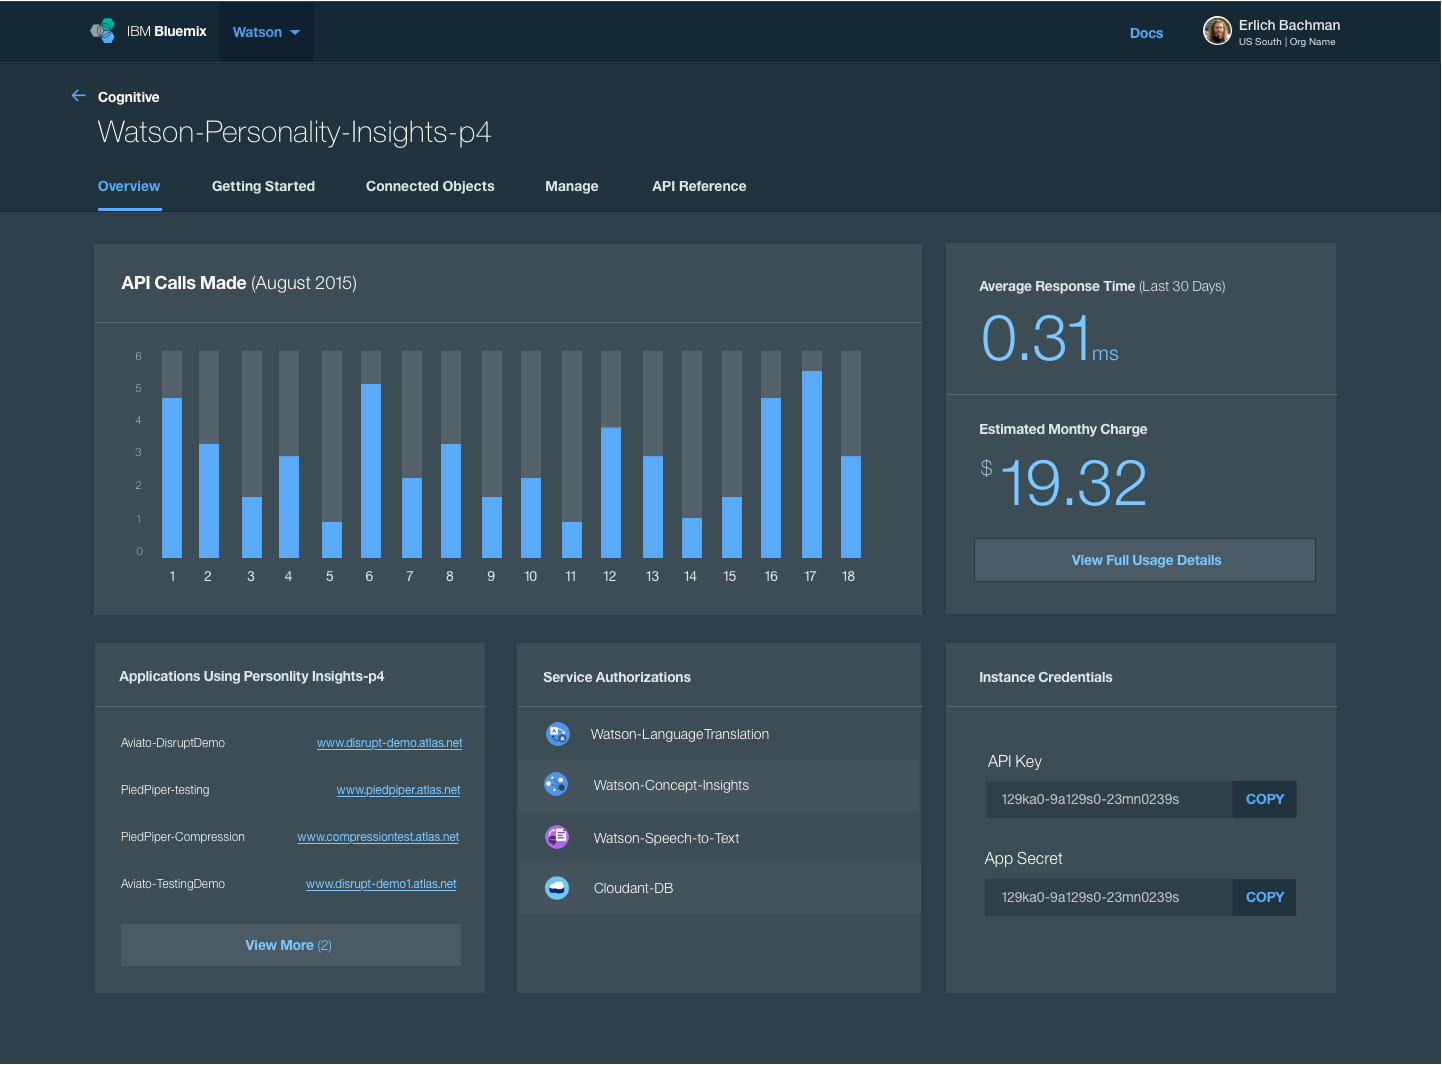 IBM Bluemix
Watson
Docs
Erlich Bachman
US South | Org Name
Cognitive
Watson-Personality-Insights-p4
Overview
Getting Started
Connected Objects
Manage
API Reference
API Calls Made (August 2015)
6
5
4
3
2
1
0
1 2 3 4 5 6 7 8 9 10 11 12 13 14 15 16 17 18
Average Response Time (Last 30 Days)
0.31ms
Estimated Monthy Charge
$ 19.32
View Full Usage Details
Applications Using Personlity Insights-p4
Aviato-DisruptDemo www.disrupt-demo.atlas.net
PiedPiper-testing www.piedpiper.atlas.net
PiedPiper-Compression www.compressiontest.atlas.net
Aviato-TestingDemo www.disrupt-demo1.atlas.net
View More (2)
Service Authorizations
Watson-LanguageTranslation
Watson-Concept-Insights
Watson-Speech-to-Text
Cloudant-DB
Instance Credentials
API Key
129ka0-9a129s0-23mn0239s COPY
App Secret
129ka0-9a129s0-23mn0239s COPY